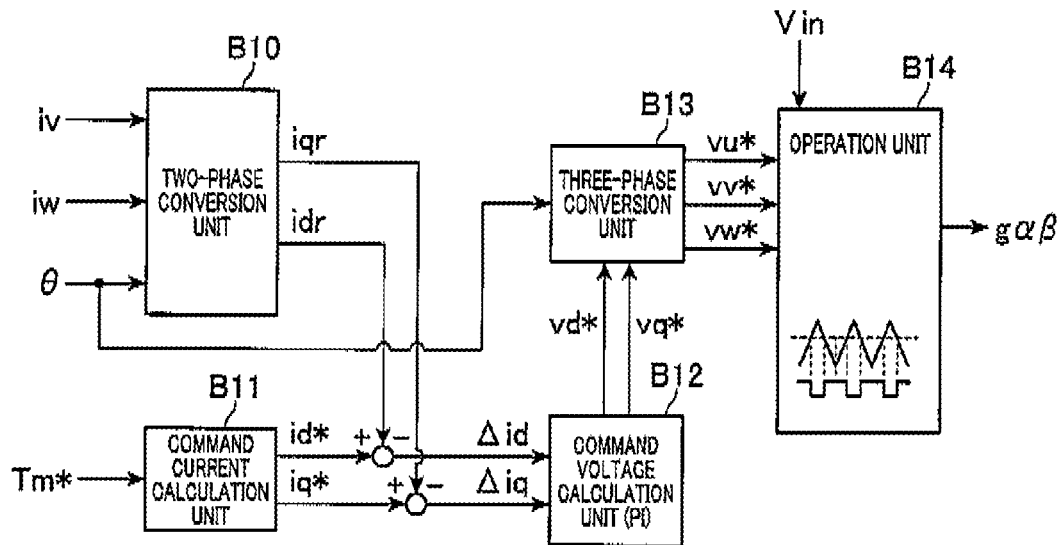 Vin
B10
B14
B13
iv
iqr
vu*
OPERATION UNIT
TWO-PHASE
CONVERSION
UNIT
THREE-PHASE
CONVERSION
UNIT
vv*
iw
idr
vw*
gαβ
θ
vd*
vq*
B11
B12
COMMAND
CURRENT
CALCULATION
UNIT
id*
+
−
Δid
COMMAND
VOLTAGE
CALCULATION
UNIT (PI)
Tm*
iq*
+
−
Δiq